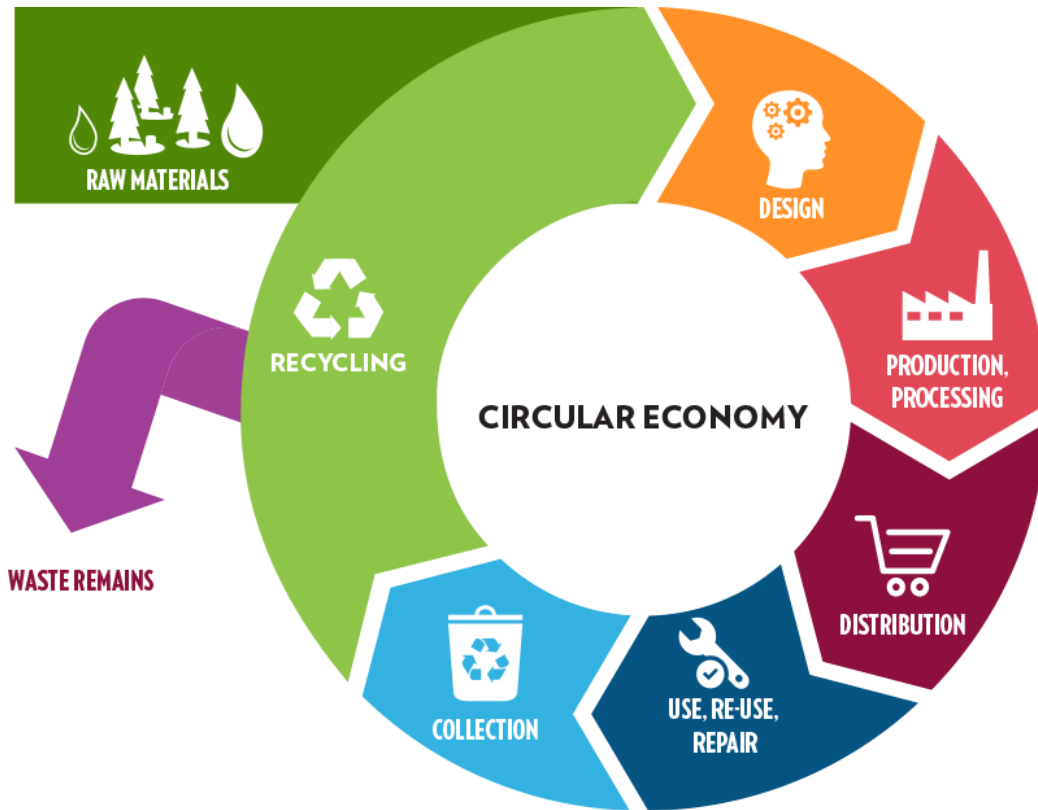 RAW MATERIALS
DESIGN
RECYCLING
PRODUCTION,
PROCESSING
CIRCULAR ECONOMY
WASTE REMAINS
DISTRIBUTION
USE, RE-USE,
REPAIR
COLLECTION